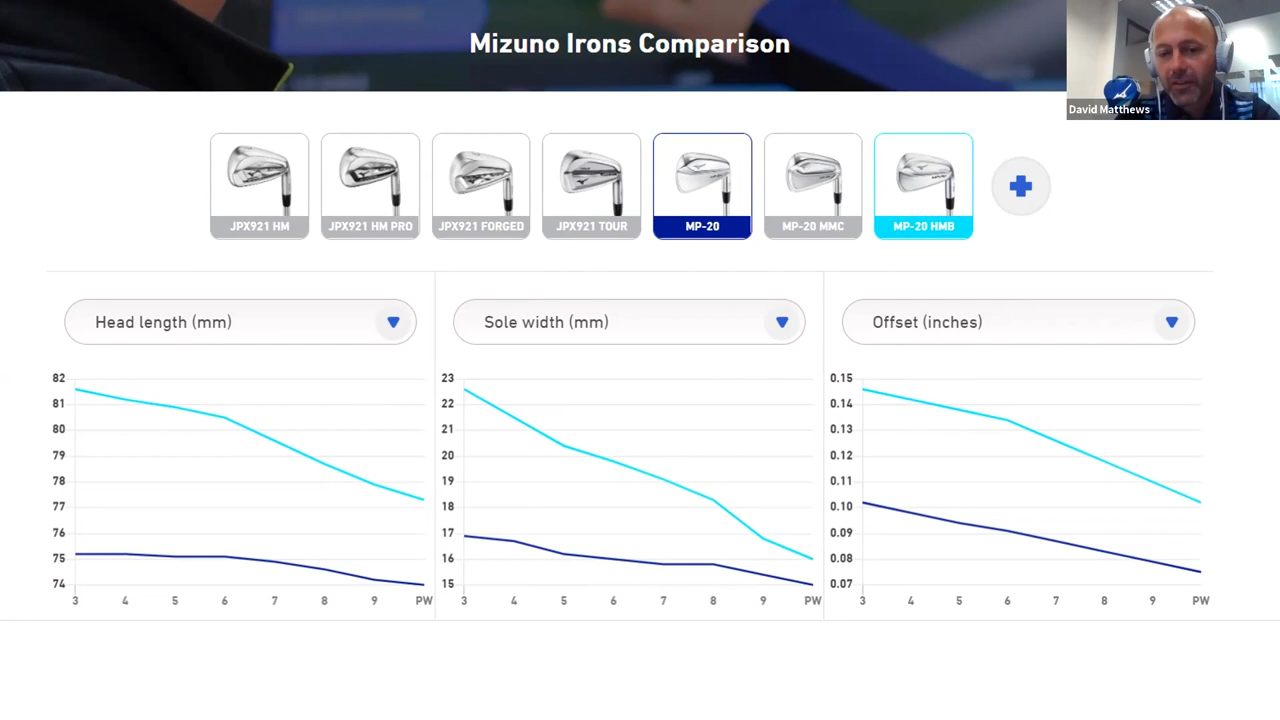 Mizuno Irons Comparison
David Matthews
JPX921 HM
JPX921 HM PRO
JPX921 FORGED
JPX921 TOUR
MP-20
MP-20 MMC
MP-20 HMB
Head length (mm)
Sole width (mm)
Offset (inches)
82
81
80
79
78
77
76
75
74
3 4 5 6 7 8 9 PW
23
22
21
20
19
18
17
16
15
3 4 5 6 7 8 9 PW
0.15
0.14
0.13
0.12
0.11
0.10
0.09
0.08
0.07
3 4 5 6 7 8 9 PW